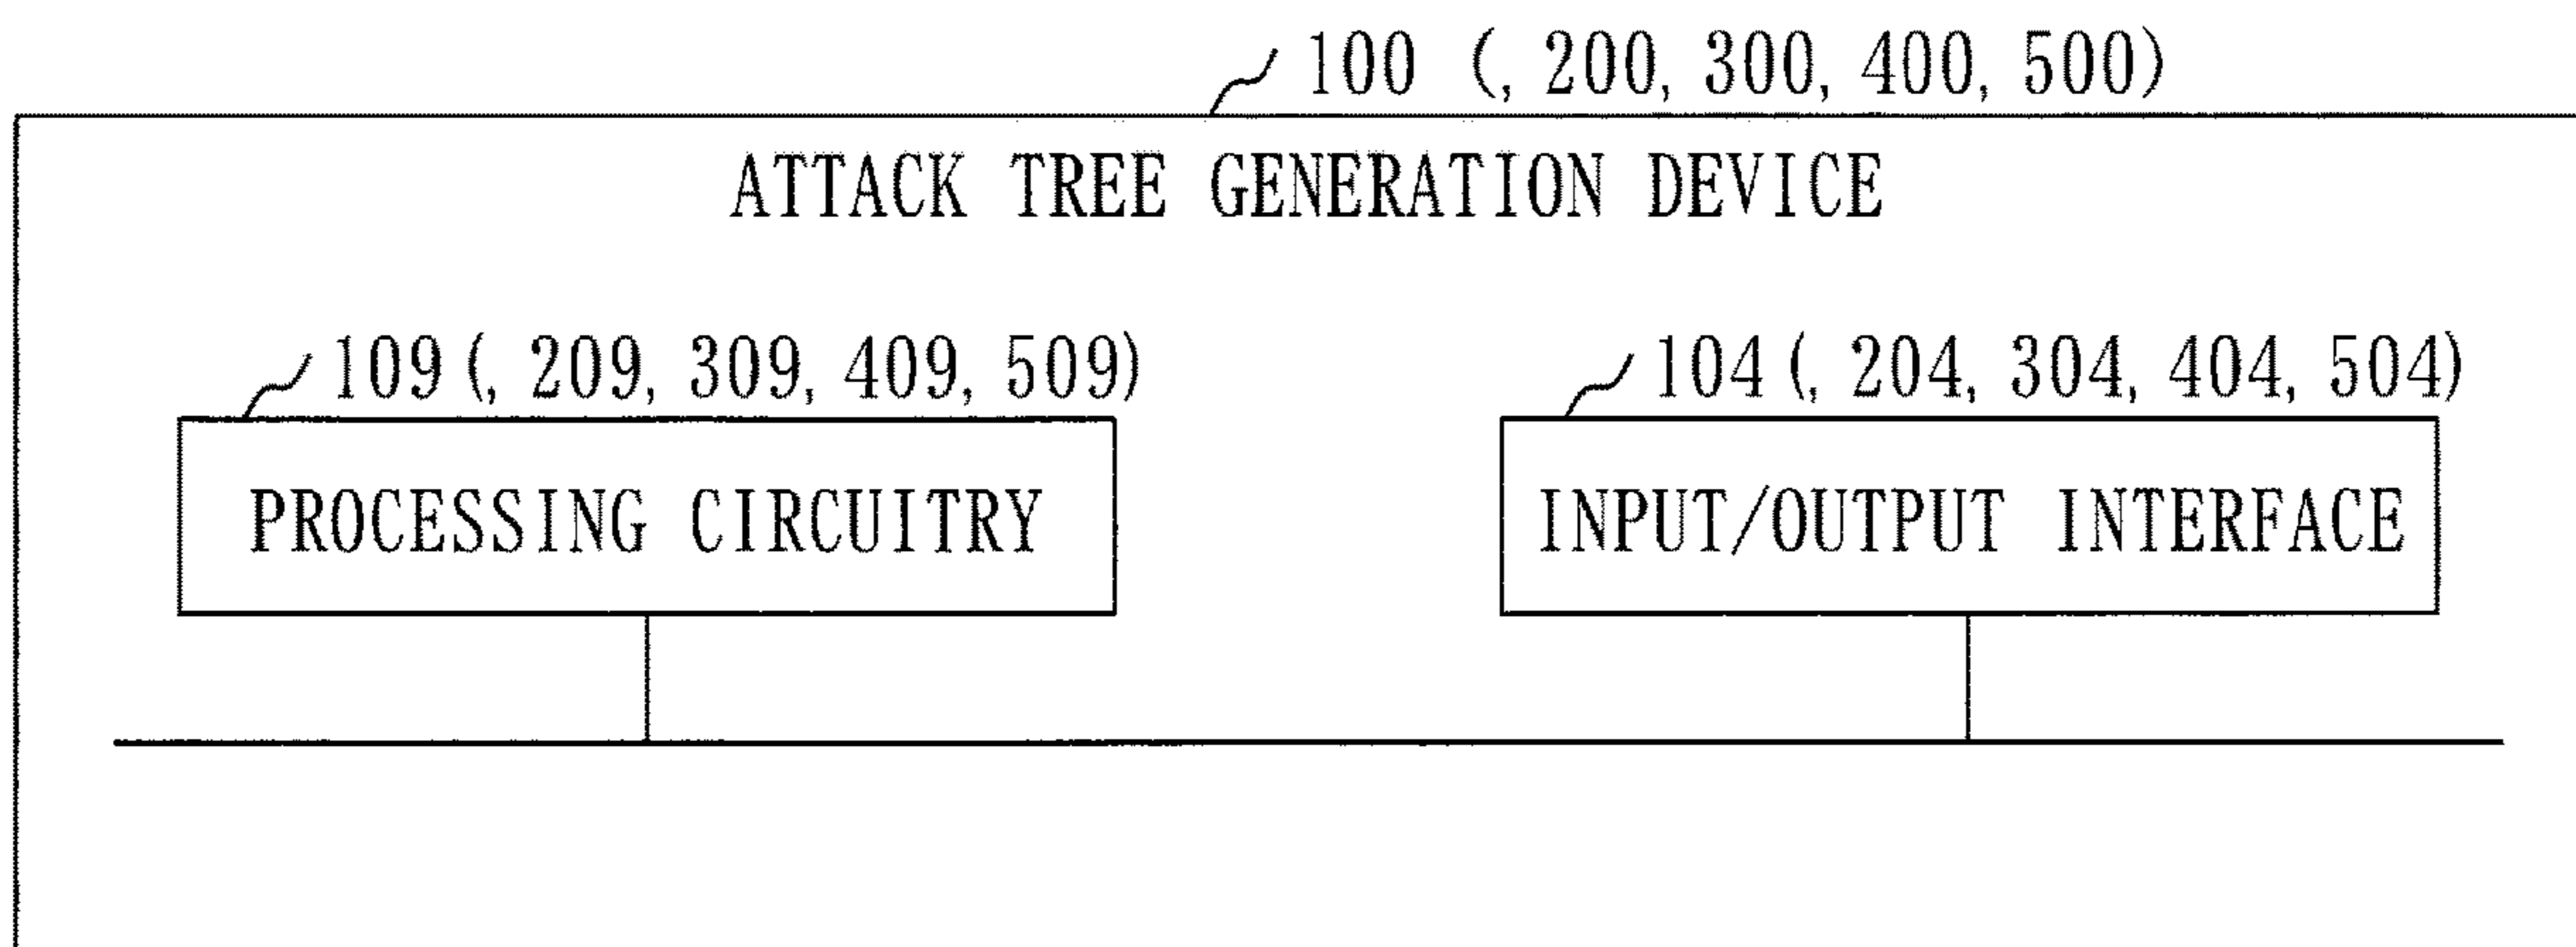 100 (, 200, 300, 400, 500)
ATTACK TREE GENERATION DEVICE
109 (, 209, 309, 409, 509)
104 (, 204, 304, 404, 504)
PROCESSING CIRCUITRY
INPUT/OUTPUT INTERFACE